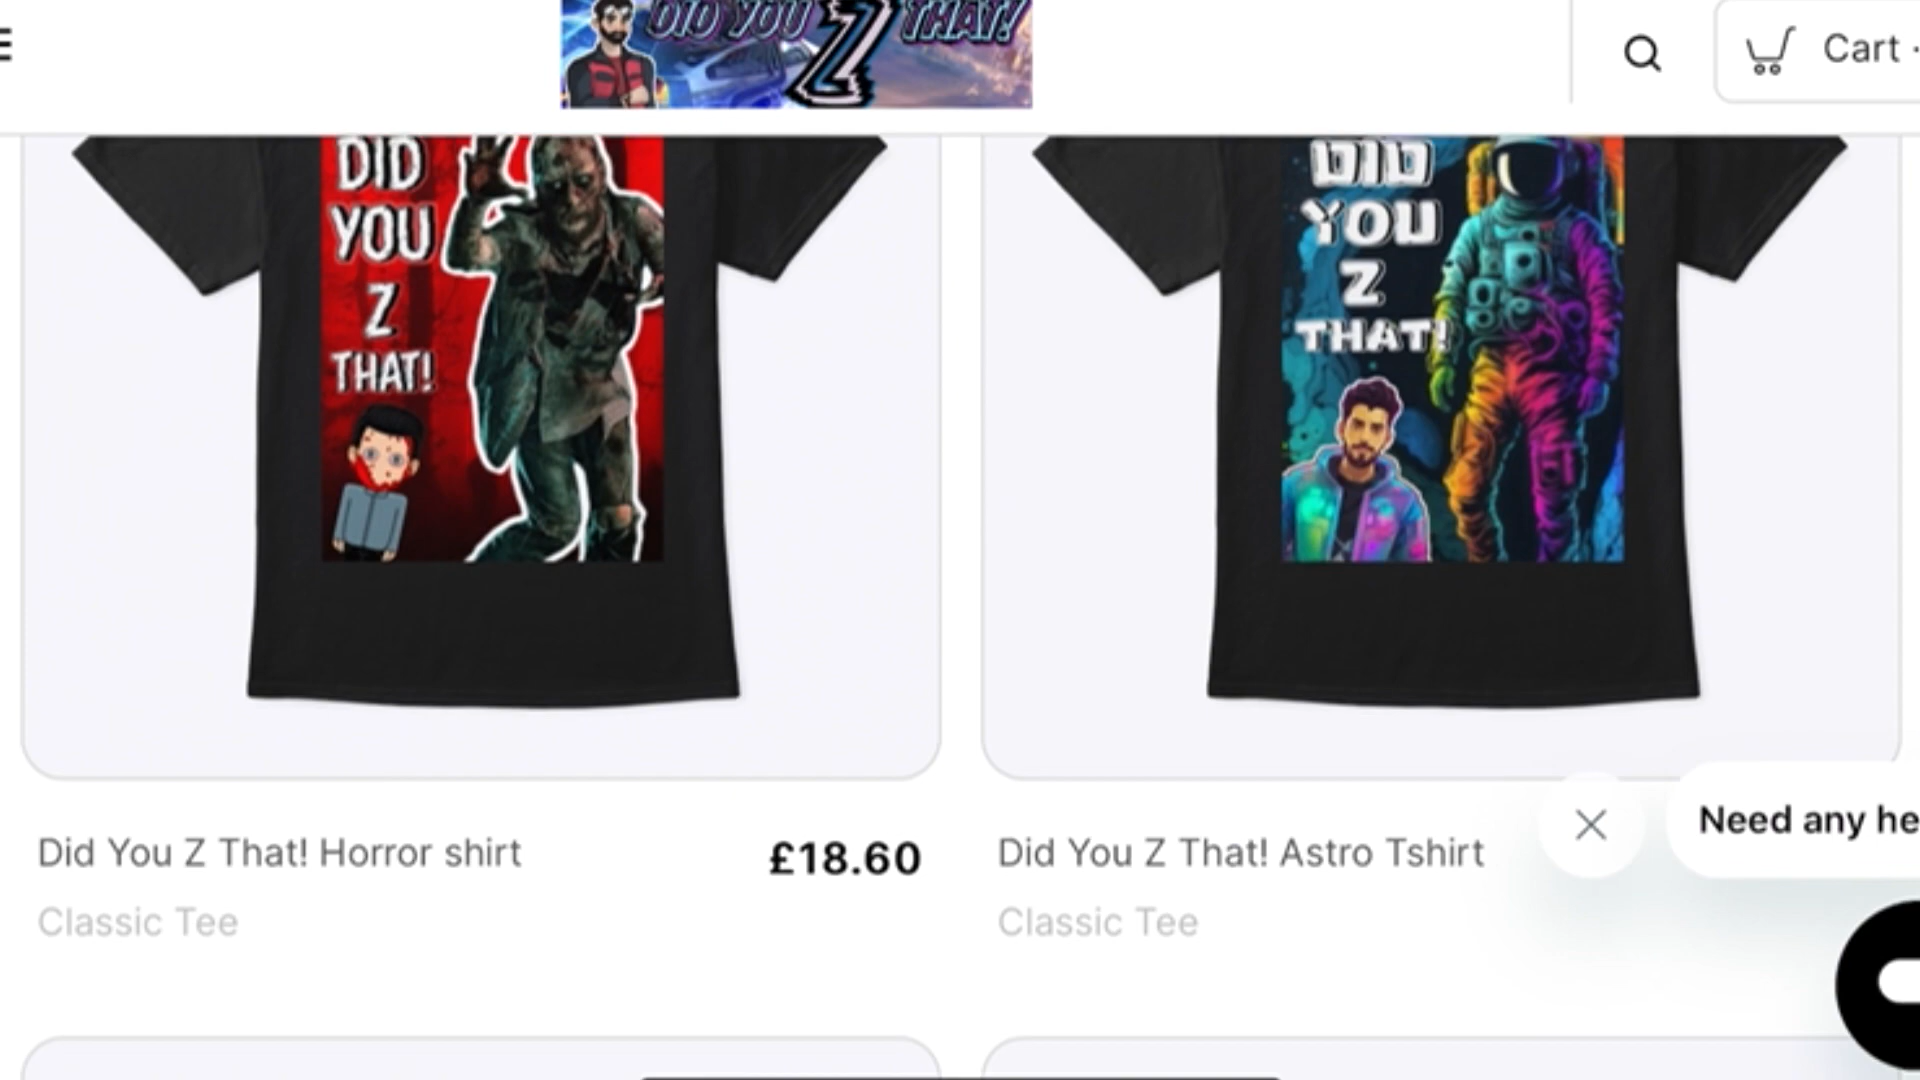 DID YOU Z THAT!
Cart
DID
YOU
Z
THAT!
DID
YOU
Z
THAT!
Did You Z That! Horror shirt
£18.60
Classic Tee
Did You Z That! Astro Tshirt
Classic Tee
Need any he